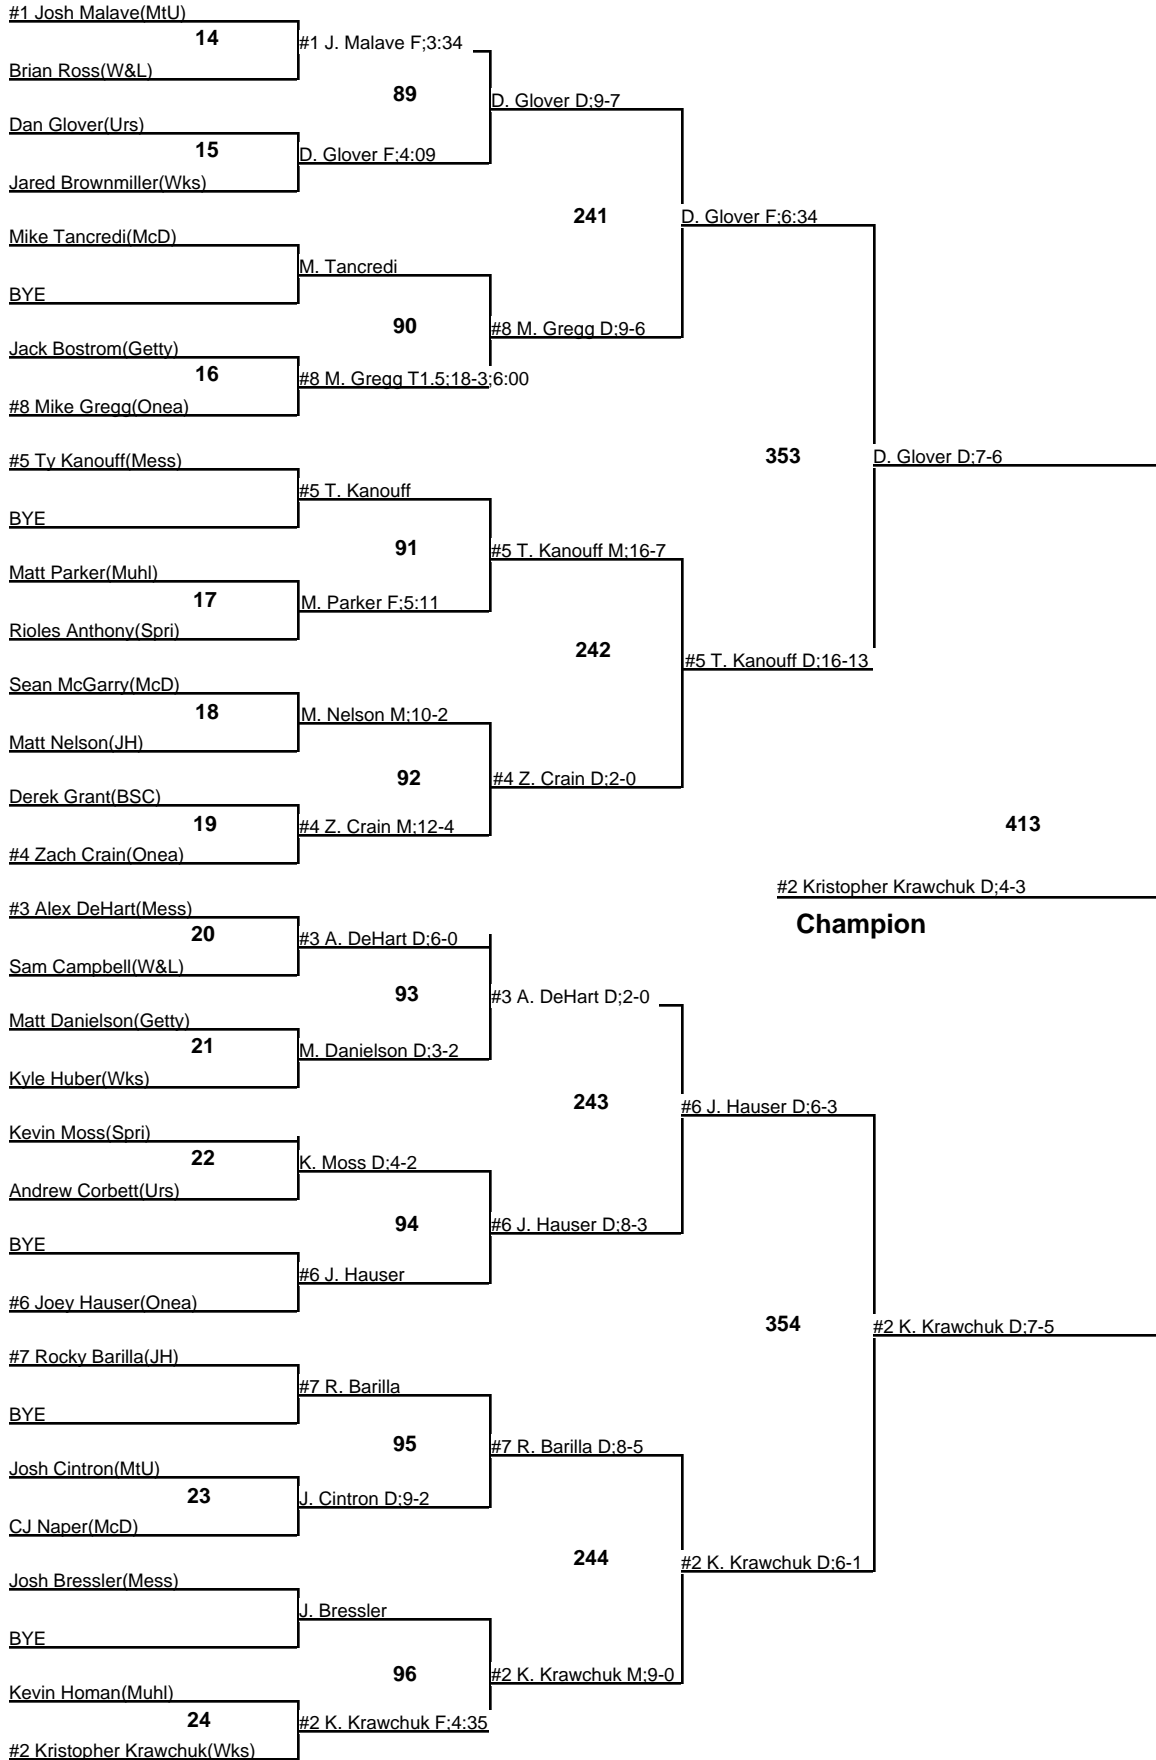 #1 Josh Malave(MtU)
14
#1 J. Malave F;3:34
Brian Ross(W&L)
89
D. Glover D;9-7
Dan Glover(Urs)
15
D. Glover F;4:09
Jared Brownmiller(Wks)
241
D. Glover F;6:34
Mike Tancredi(McD)
M. Tancredi
BYE
90
#8 M. Gregg D;9-6
Jack Bostrom(Getty)
16
#8 M. Gregg T1.5;18-3;6:00
#8 Mike Gregg(Onea)
353
D. Glover D;7-6
#5 Ty Kanouff(Mess)
#5 T. Kanouff
BYE
91
#5 T. Kanouff M;16-7
Matt Parker(Muhl)
17
M. Parker F;5:11
Rioles Anthony(Spri)
242
#5 T. Kanouff D;16-13
Sean McGarry(McD)
18
M. Nelson M;10-2
Matt Nelson(JH)
92
#4 Z. Crain D;2-0
Derek Grant(BSC)
19
#4 Z. Crain M;12-4
#4 Zach Crain(Onea)
413
#2 Kristopher Krawchuk D;4-3
Champion
#3 Alex DeHart(Mess)
20
#3 A. DeHart D;6-0
Sam Campbell(W&L)
93
#3 A. DeHart D;2-0
Matt Danielson(Getty)
21
M. Danielson D;3-2
Kyle Huber(Wks)
243
#6 J. Hauser D;6-3
Kevin Moss(Spri)
22
K. Moss D;4-2
Andrew Corbett(Urs)
94
#6 J. Hauser D;8-3
BYE
#6 J. Hauser
#6 Joey Hauser(Onea)
354
#2 K. Krawchuk D;7-5
#7 Rocky Barilla(JH)
#7 R. Barilla
BYE
95
#7 R. Barilla D;8-5
Josh Cintron(MtU)
23
J. Cintron D;9-2
CJ Naper(McD)
244
#2 K. Krawchuk D;6-1
Josh Bressler(Mess)
J. Bressler
BYE
96
#2 K. Krawchuk M;9-0
Kevin Homan(Muhl)
24
#2 K. Krawchuk F;4:35
#2 Kristopher Krawchuk(Wks)